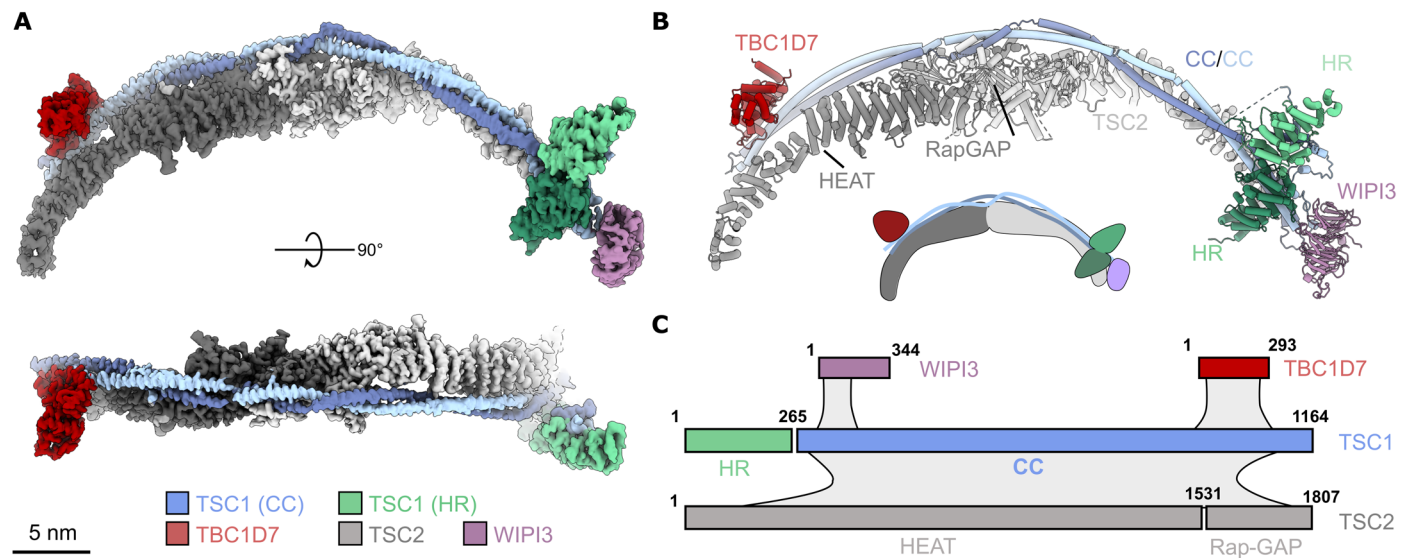 A
90°
5 nm
TSC1 (CC)
TSC1 (HR)
TBC1D7
TSC2
WIPI3
B
TBC1D7
CC/CC
HR
TSC2
RapGAP
HEAT
WIPI3
HR
C
1
344
WIPI3
1
293
TBC1D7
1
265
1164
TSC1
HR
CC
1
1531
1807
TSC2
HEAT
Rap-GAP